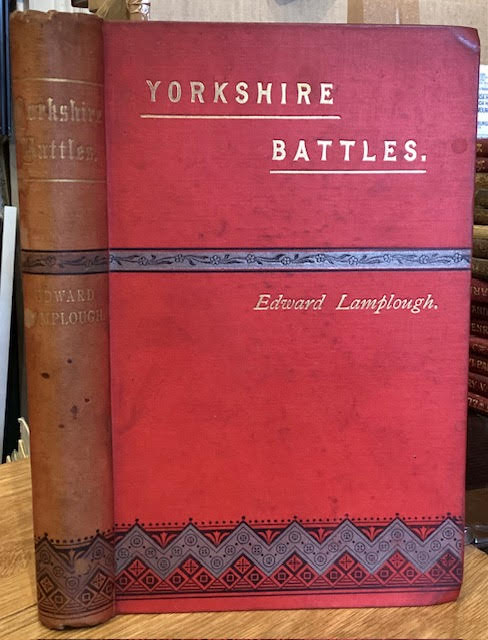 Yorkshire
Battles.
EDWARD
LAMPLOUGH.
YORKSHIRE
BATTLES.
Edward Lamplough.